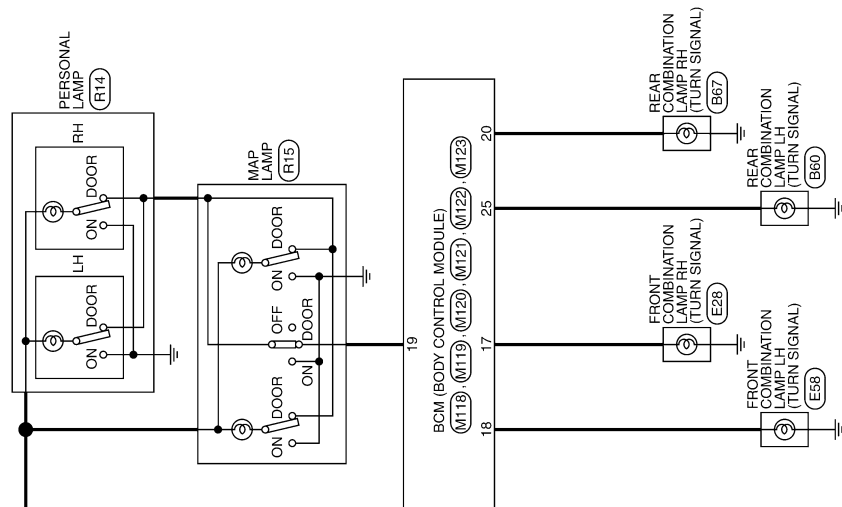 PERSONAL
LAMP
R14
RH
DOOR
ON
LH
DOOR
ON
MAP
LAMP
R15
DOOR
ON
OFF
DOOR
ON
DOOR
ON
19
BCM (BODY CONTROL MODULE)
M118 , M119 , M120 , M121 , M122 , M123
20
25
17
18
REAR
COMBINATION
LAMP RH
(TURN SIGNAL)
B67
REAR
COMBINATION
LAMP LH
(TURN SIGNAL)
B60
FRONT
COMBINATION
LAMP RH
(TURN SIGNAL)
E28
FRONT
COMBINATION
LAMP LH
(TURN SIGNAL)
E58